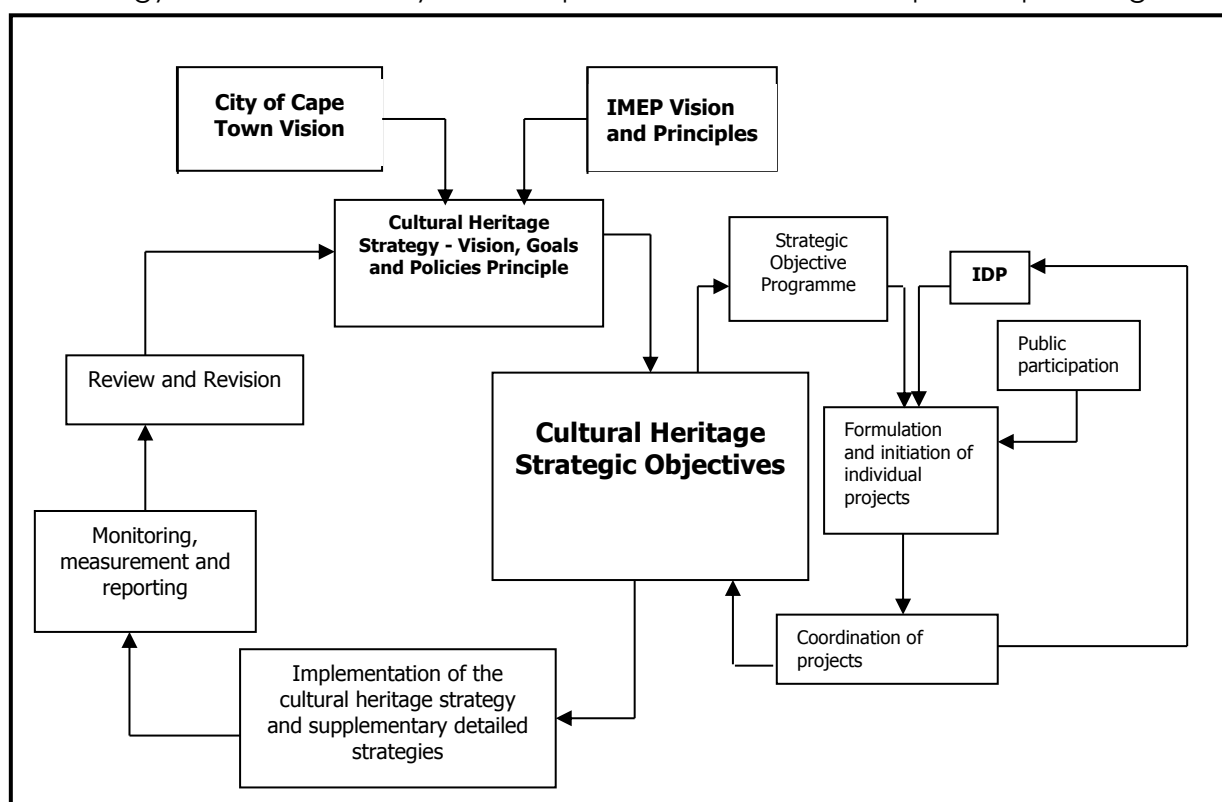 City of Cape
Town Vision
IMEP Vision
and Principles
Cultural Heritage
Strategy - Vision, Goals
and Policies Principle
Strategic
Objective
Programme
IDP
Public
participation
Review and Revision
Cultural Heritage
Strategic Objectives
Formulation
and initiation of
individual
projects
Monitoring,
measurement and
reporting
Coordination of
projects
Implementation of the
cultural heritage strategy
and supplementary detailed
strategies